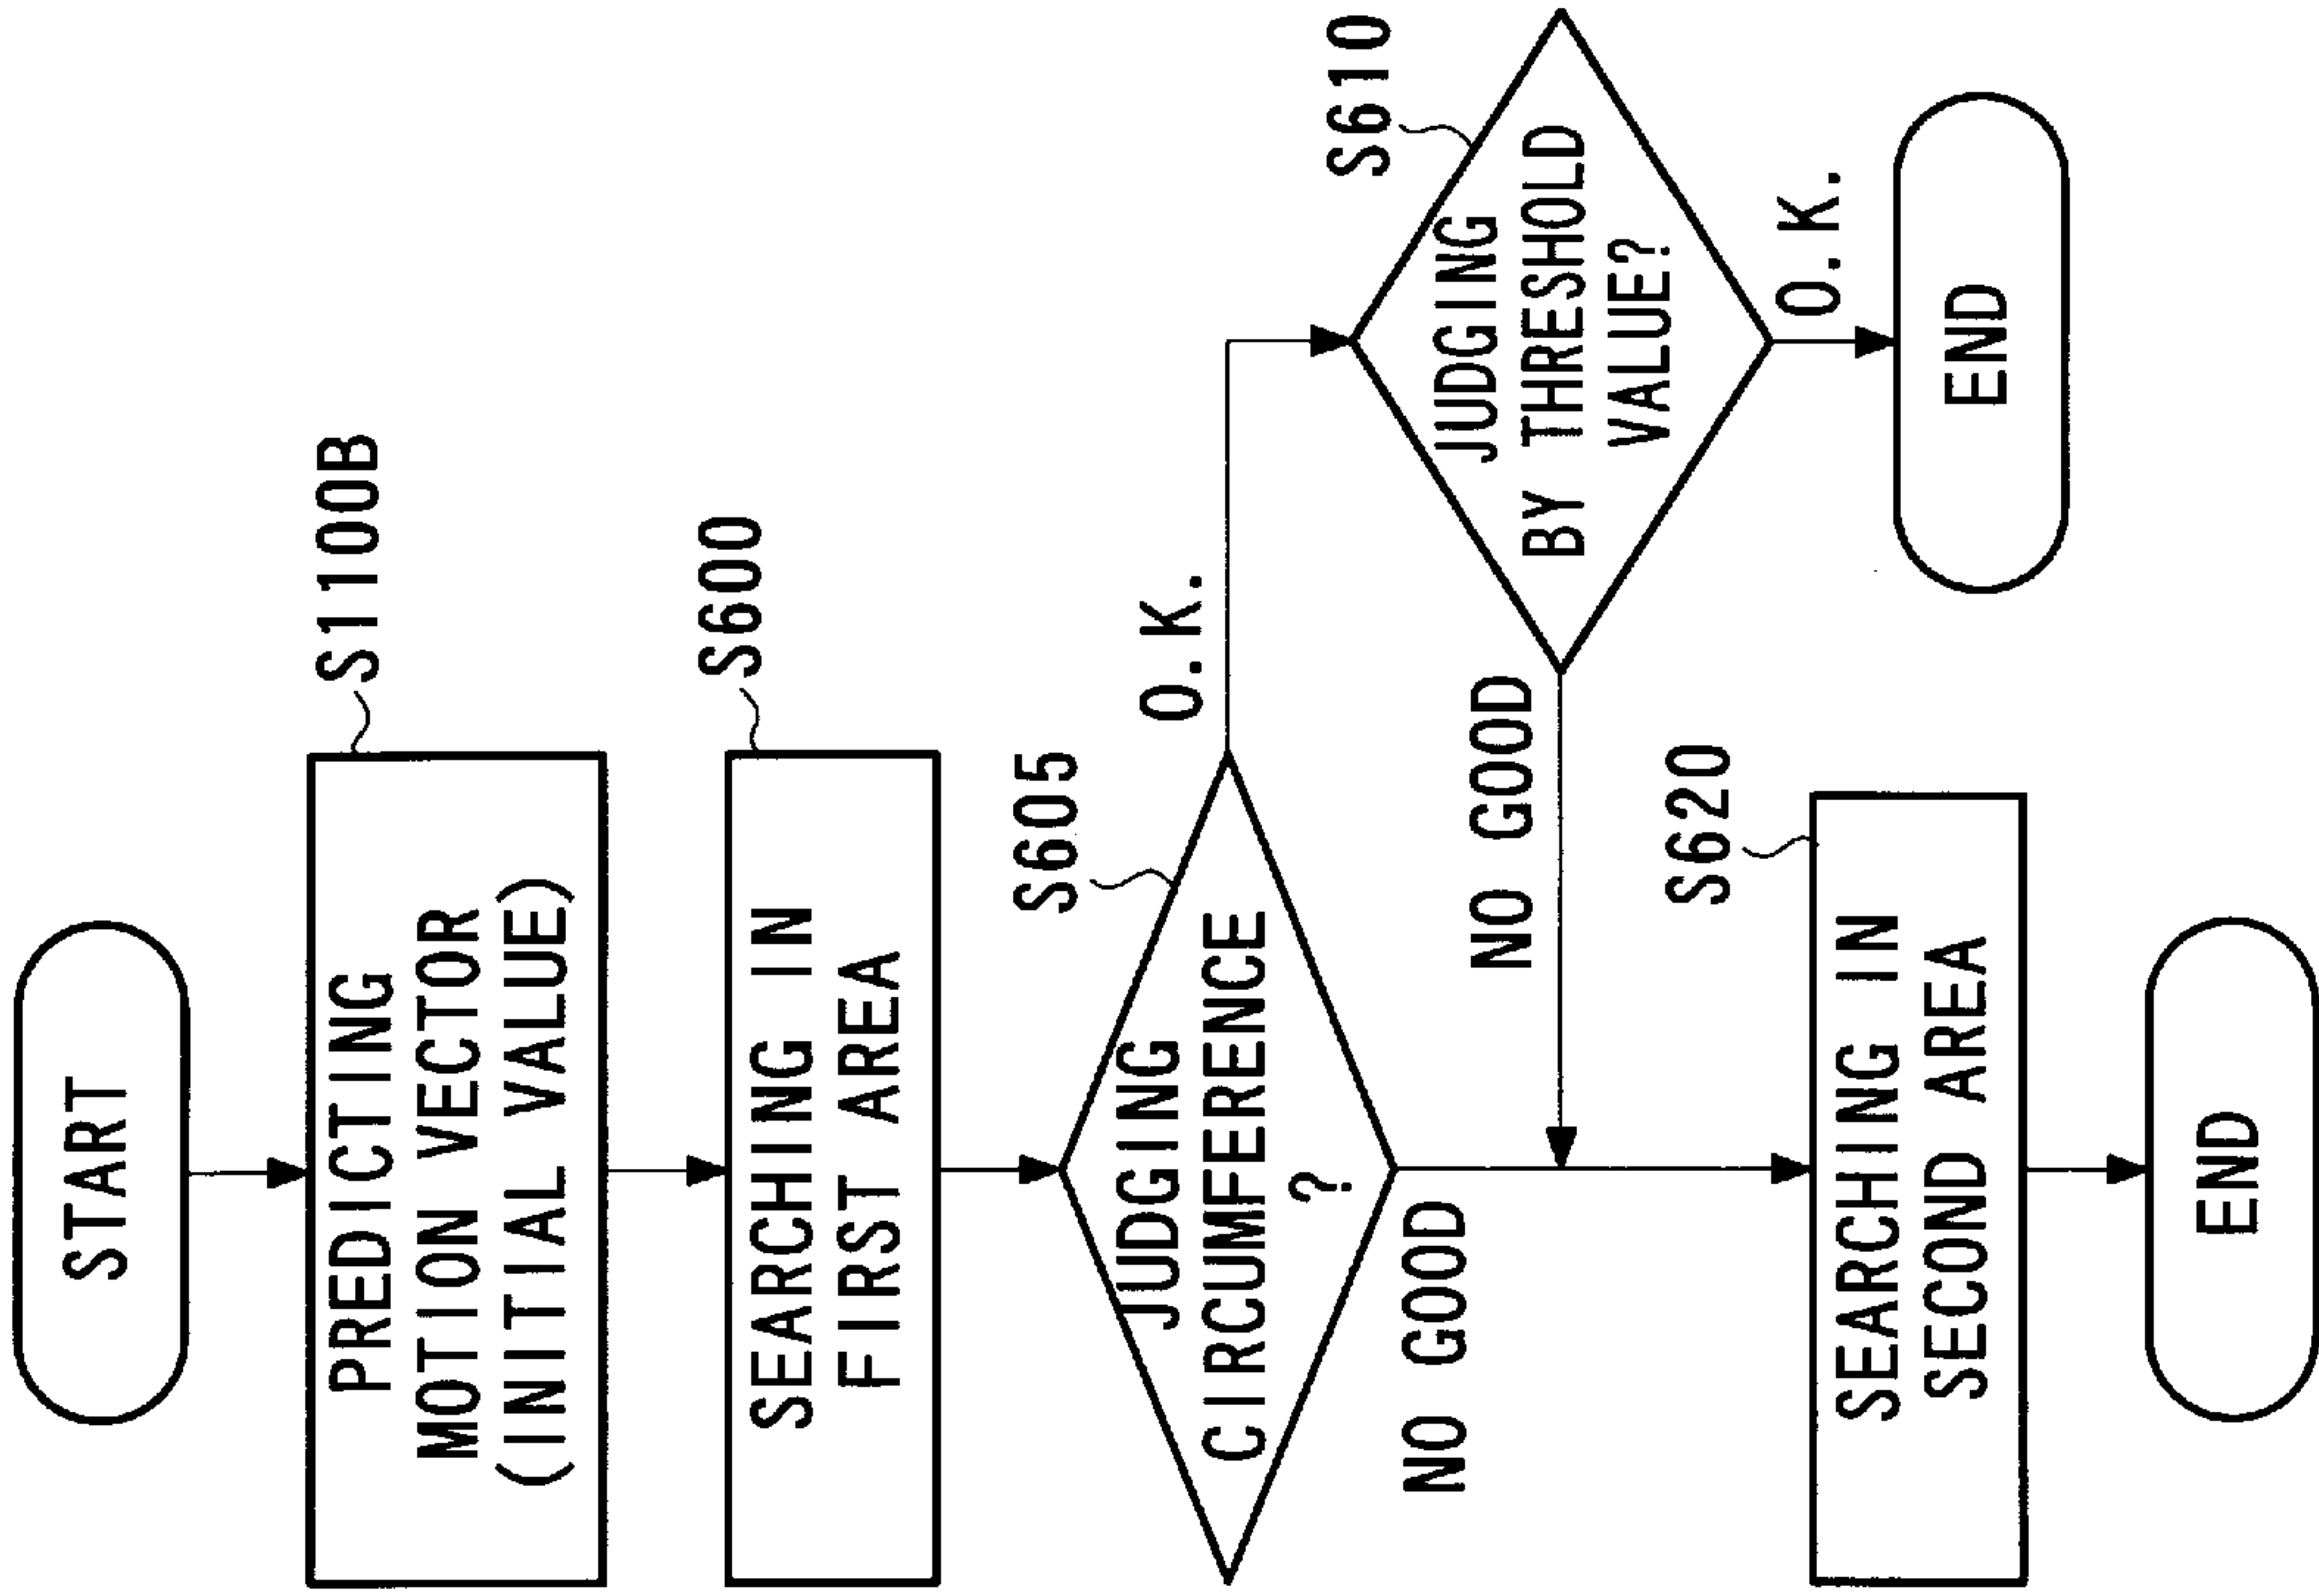 START
S1100B
PREDICTING
MOTION VECTOR
(INITIAL VALUE)
S600
SEARCHING IN
FIRST AREA
S605
JUDGING
CIRCUMFERENCE
?
O.K.
NO GOOD
S610
JUDGING
BY THRESHOLD
VALUE?
NO GOOD
O.K.
END
S620
SEARCHING IN
SECOND AREA
END